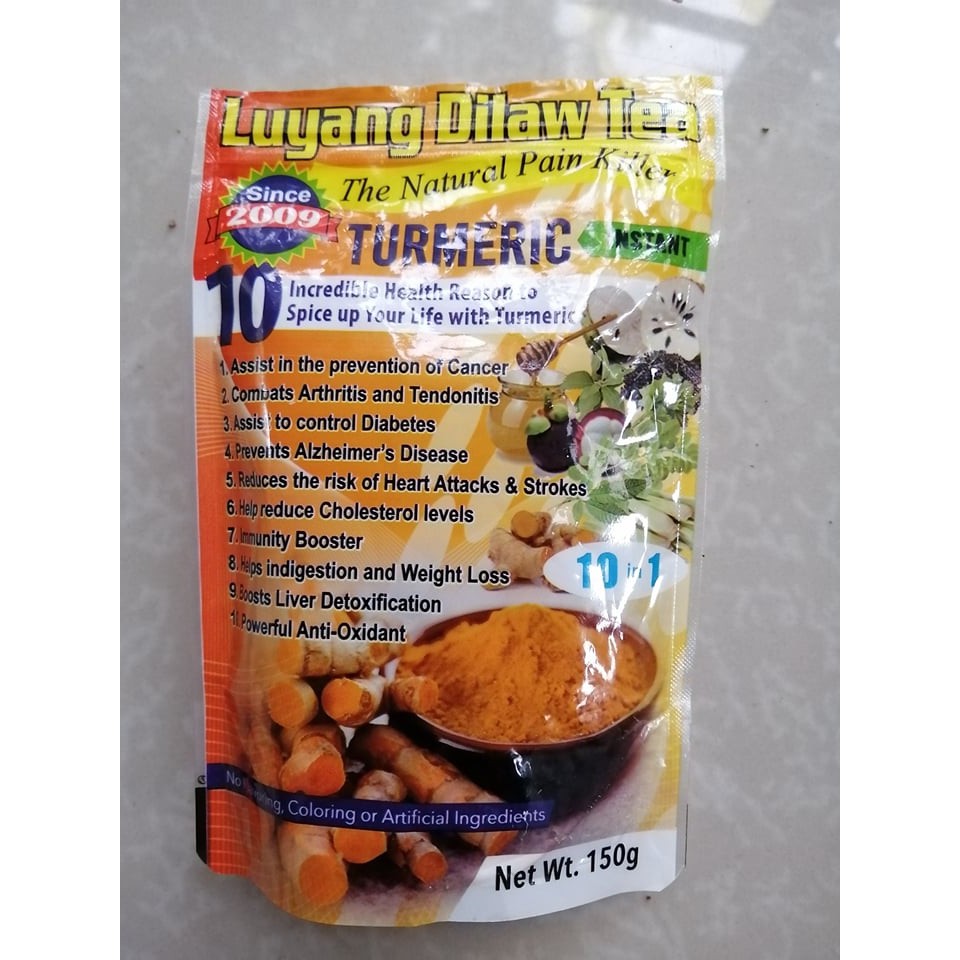 Luyang Dilaw Tea
The Natural Pain Killer
Since
2009
TURMERIC
INSTANT
10
Incredible Health Reason to
Spice up Your Life with Turmeric
1. Assist in the prevention of Cancer
2. Combats Arthritis and Tendonitis
3. Assist to control Diabetes
4. Prevents Alzheimer's Disease
5. Reduces the risk of Heart Attacks & Strokes
6. Help reduce Cholesterol levels
7. Immunity Booster
8. Helps indigestion and Weight Loss
9. Boosts Liver Detoxification
10. Powerful Anti-Oxidant
10 in 1
No Flavoring, Coloring or Artificial Ingredients
Net Wt. 150g